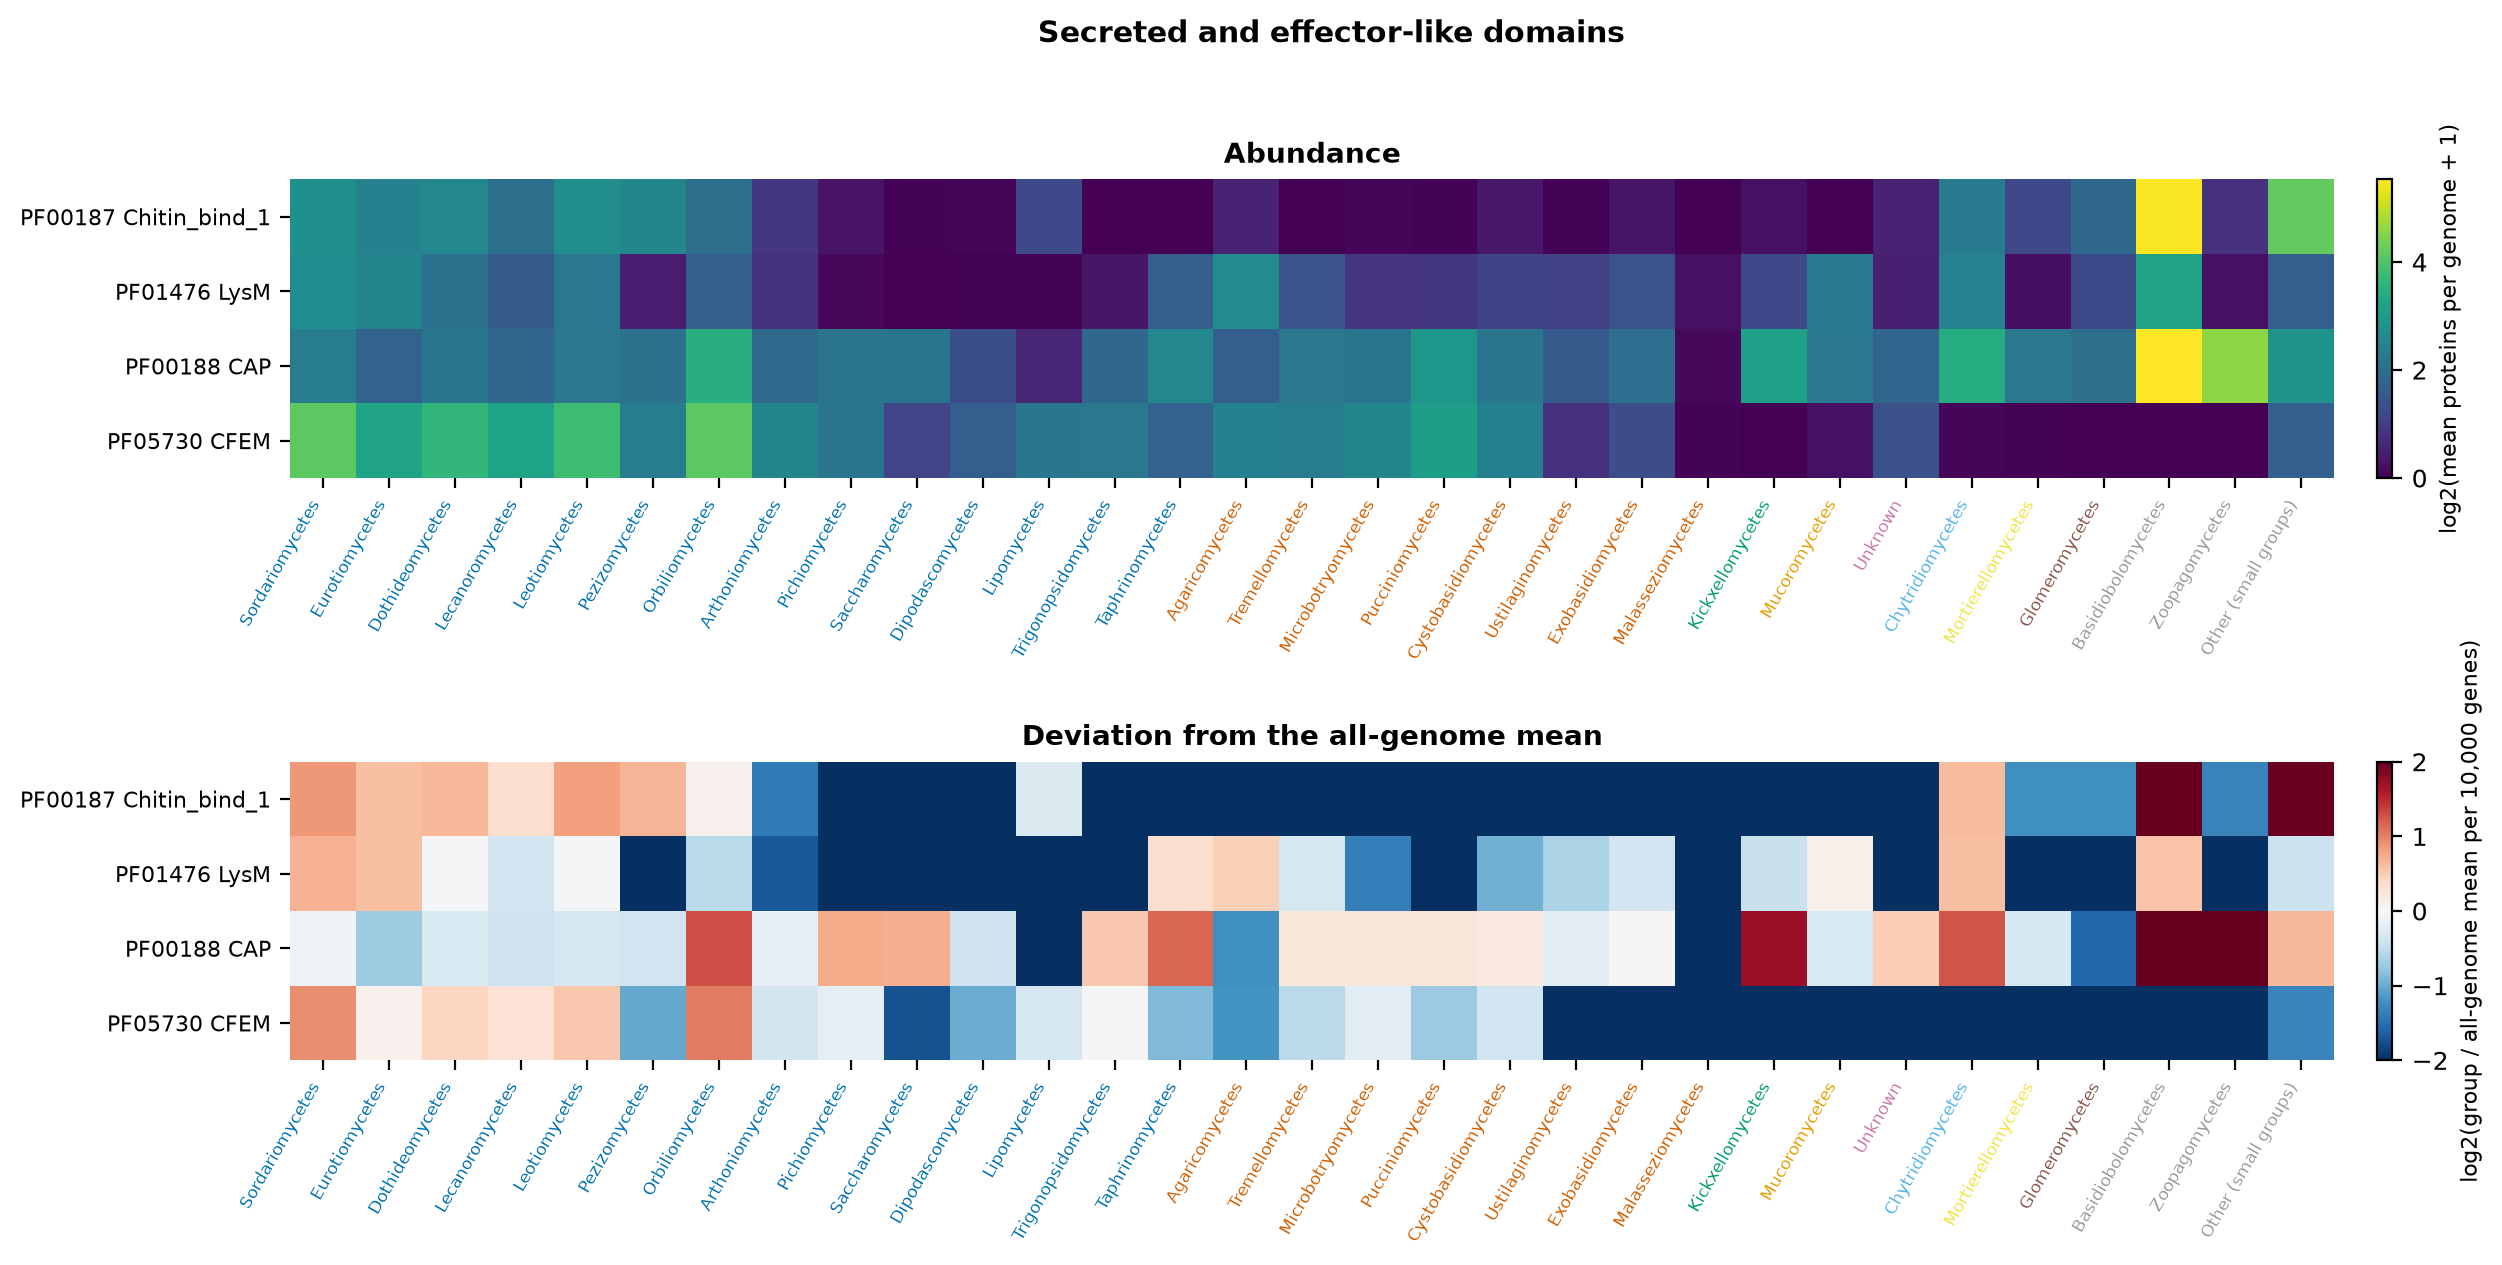 Secreted and effector-like domains
Abundance
PF00187 Chitin_bind_1
PF01476 LysM
PF00188 CAP
PF05730 CFEM
Sordariomycetes
Eurotiomycetes
Dothideomycetes
Lecanoromycetes
Leotiomycetes
Pezizomycetes
Orbiliomycetes
Arthoniomycetes
Pichiomycetes
Saccharomycetes
Dipodascomycetes
Lipomycetes
Trigonopsidomycetes
Taphrinomycetes
Agaricomycetes
Tremellomycetes
Microbotryomycetes
Pucciniomycetes
Cystobasidiomycetes
Ustilaginomycetes
Exobasidiomycetes
Malasseziomycetes
Kickxellomycetes
Mucoromycetes
Unknown
Chytridiomycetes
Mortierellomycetes
Glomeromycetes
Basidiobolomycetes
Zoopagomycetes
Other (small groups)
4
2
0
log2(mean proteins per genome + 1)
Deviation from the all-genome mean
PF00187 Chitin_bind_1
PF01476 LysM
PF00188 CAP
PF05730 CFEM
Sordariomycetes
Eurotiomycetes
Dothideomycetes
Lecanoromycetes
Leotiomycetes
Pezizomycetes
Orbiliomycetes
Arthoniomycetes
Pichiomycetes
Saccharomycetes
Dipodascomycetes
Lipomycetes
Trigonopsidomycetes
Taphrinomycetes
Agaricomycetes
Tremellomycetes
Microbotryomycetes
Pucciniomycetes
Cystobasidiomycetes
Ustilaginomycetes
Exobasidiomycetes
Malasseziomycetes
Kickxellomycetes
Mucoromycetes
Unknown
Chytridiomycetes
Mortierellomycetes
Glomeromycetes
Basidiobolomycetes
Zoopagomycetes
Other (small groups)
2
1
0
−1
−2
log2(group / all-genome mean per 10,000 genes)